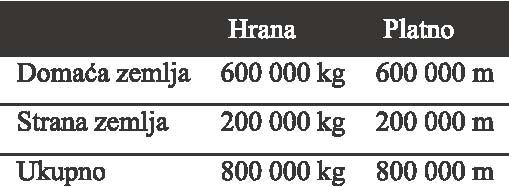 Hrana Platno
Domaća zemlja 600 000 kg 600 000 m
Strana zemlja 200 000 kg 200 000 m
Ukupno 800 000 kg 800 000 m